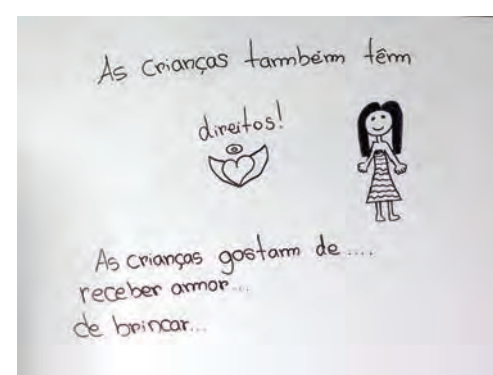 As crianças também têm
direitos!
As crianças gostam de....
receber amor...
de brincar...